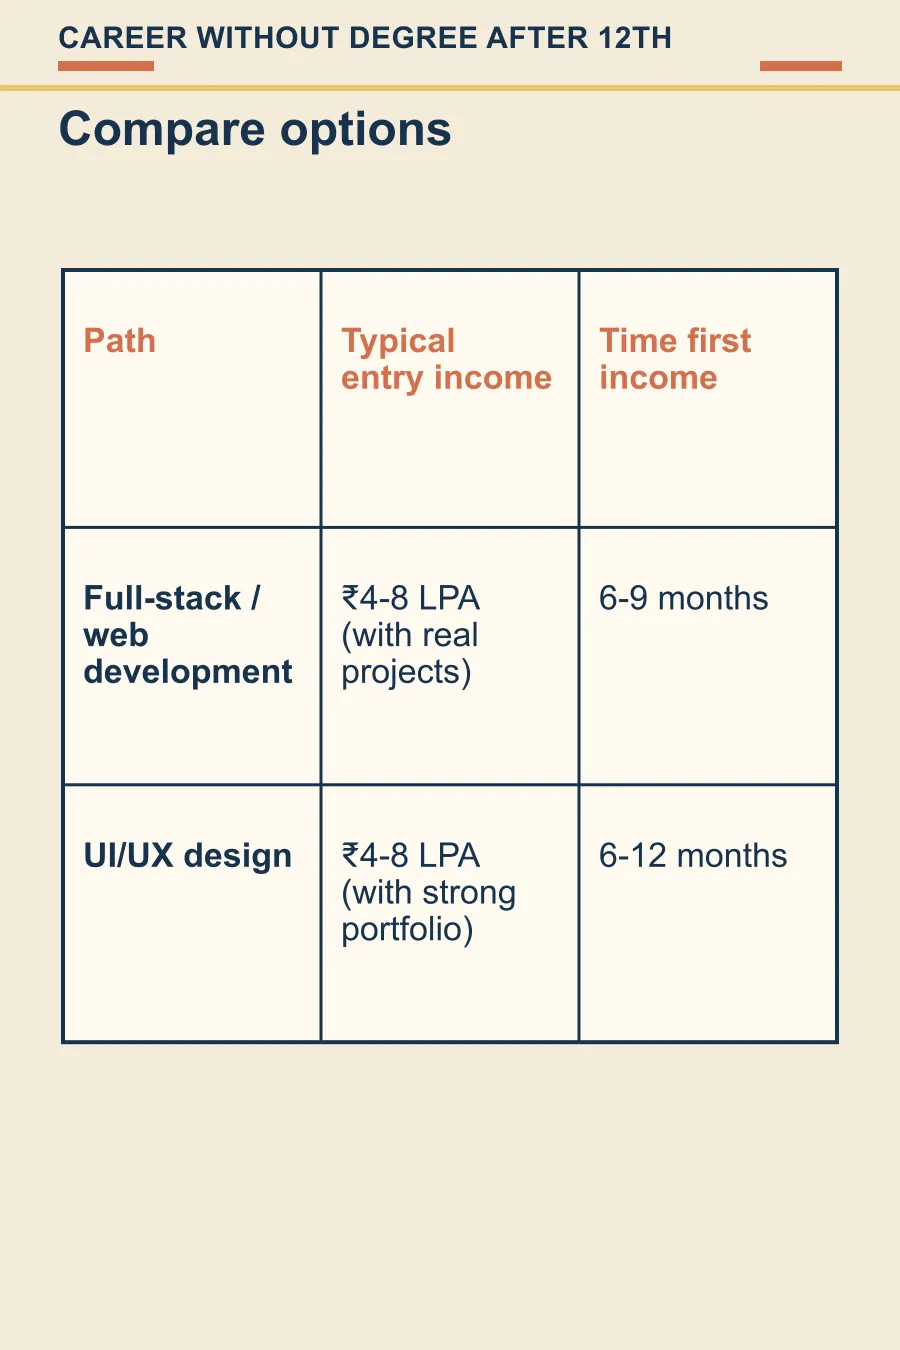 CAREER WITHOUT DEGREE AFTER 12TH
Compare options
Path
Typical
entry income
Time first
income
Full-stack /
web
development
₹4-8 LPA
(with real
projects)
6-9 months
UI/UX design
₹4-8 LPA
(with strong
portfolio)
6-12 months